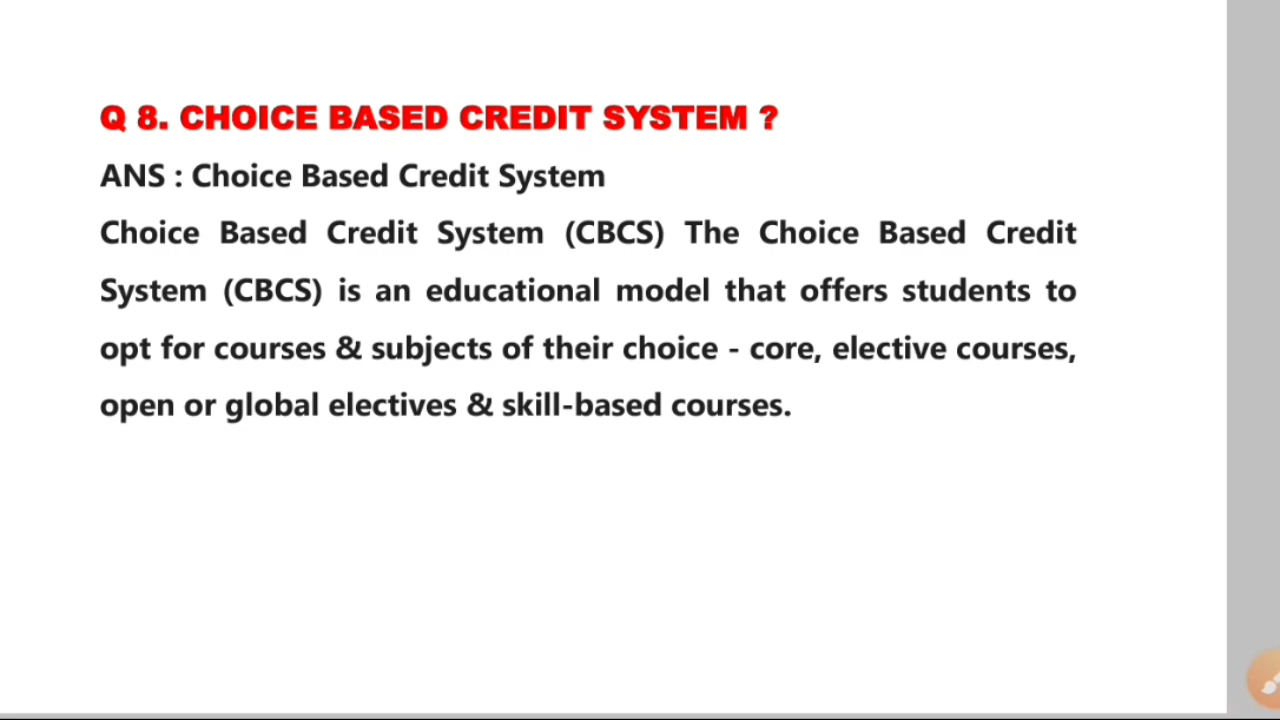 Q 8. CHOICE BASED CREDIT SYSTEM ?
ANS : Choice Based Credit System
Choice Based Credit System (CBCS) The Choice Based Credit
System (CBCS) is an educational model that offers students to
opt for courses & subjects of their choice - core, elective courses,
open or global electives & skill-based courses.